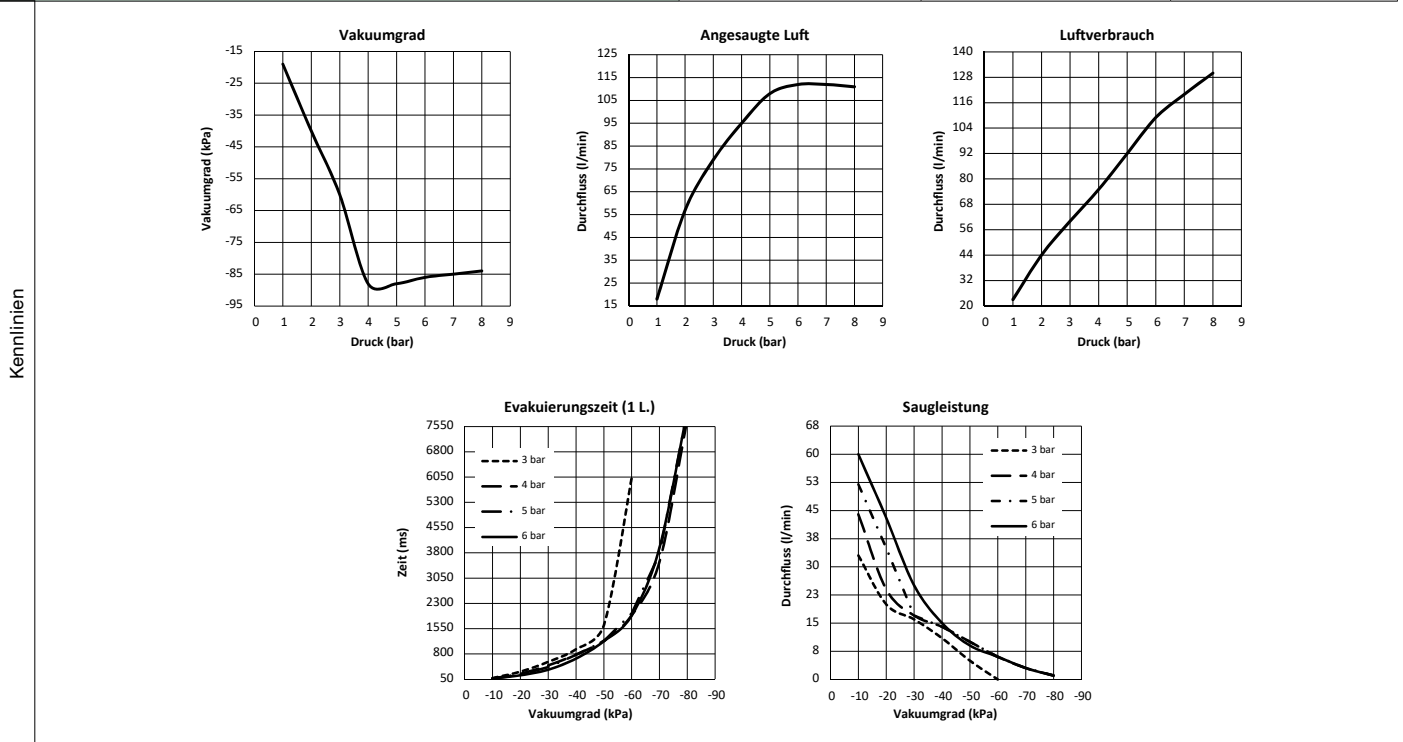 Kennlinien
Vakuumgrad
-15
-25
-35
-45
-55
-65
-75
-85
-95
Vakuumgrad (kPa)
0 1 2 3 4 5 6 7 8 9
Druck (bar)
Angesaugte Luft
125
115
105
95
85
75
65
55
45
35
25
15
Durchfluss (l/min)
0 1 2 3 4 5 6 7 8 9
Druck (bar)
Luftverbrauch
140
128
116
104
92
80
68
56
44
32
20
Durchfluss (l/min)
0 1 2 3 4 5 6 7 8 9
Druck (bar)
Evakuierungszeit (1 L.)
7550
6800
6050
5300
4550
3800
3050
2300
1550
800
50
Zeit (ms)
3 bar
4 bar
5 bar
6 bar
0 -10 -20 -30 -40 -50 -60 -70 -80 -90
Vakuumgrad (kPa)
Saugleistung
68
60
53
45
38
30
23
15
8
0
Durchfluss (l/min)
3 bar
4 bar
5 bar
6 bar
0 -10 -20 -30 -40 -50 -60 -70 -80 -90
Vakuumgrad (kPa)